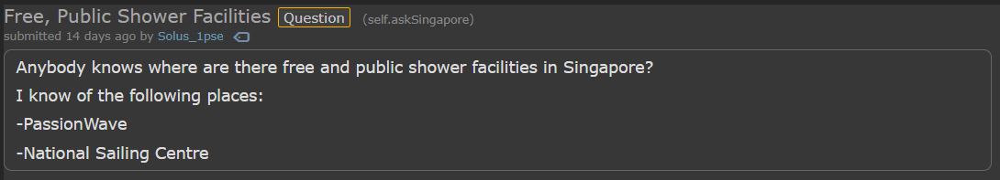 Free, Public Shower Facilities Question (self.askSingapore)
submitted 14 days ago by Solus_1pse
Anybody knows where are there free and public shower facilities in Singapore?
I know of the following places:
-PassionWave
-National Sailing Centre